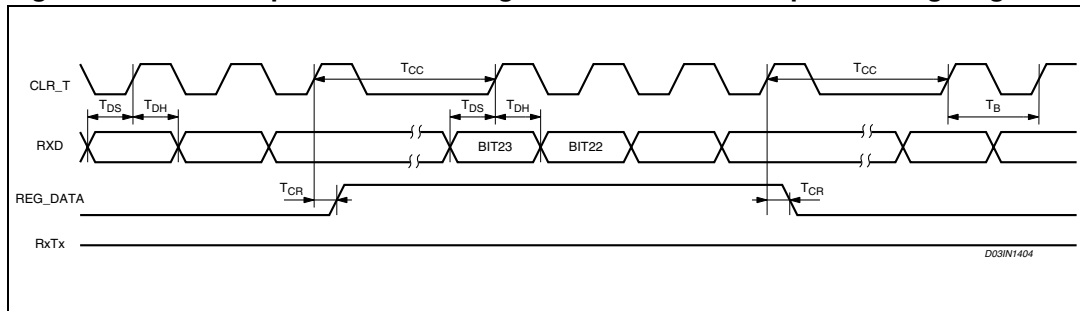 CLR_T
TCC
TCC
TDS
TDH
TDS
TDH
TB
RXD
BIT23
BIT22
TCR
TCR
REG_DATA
RxTx
D03IN1404